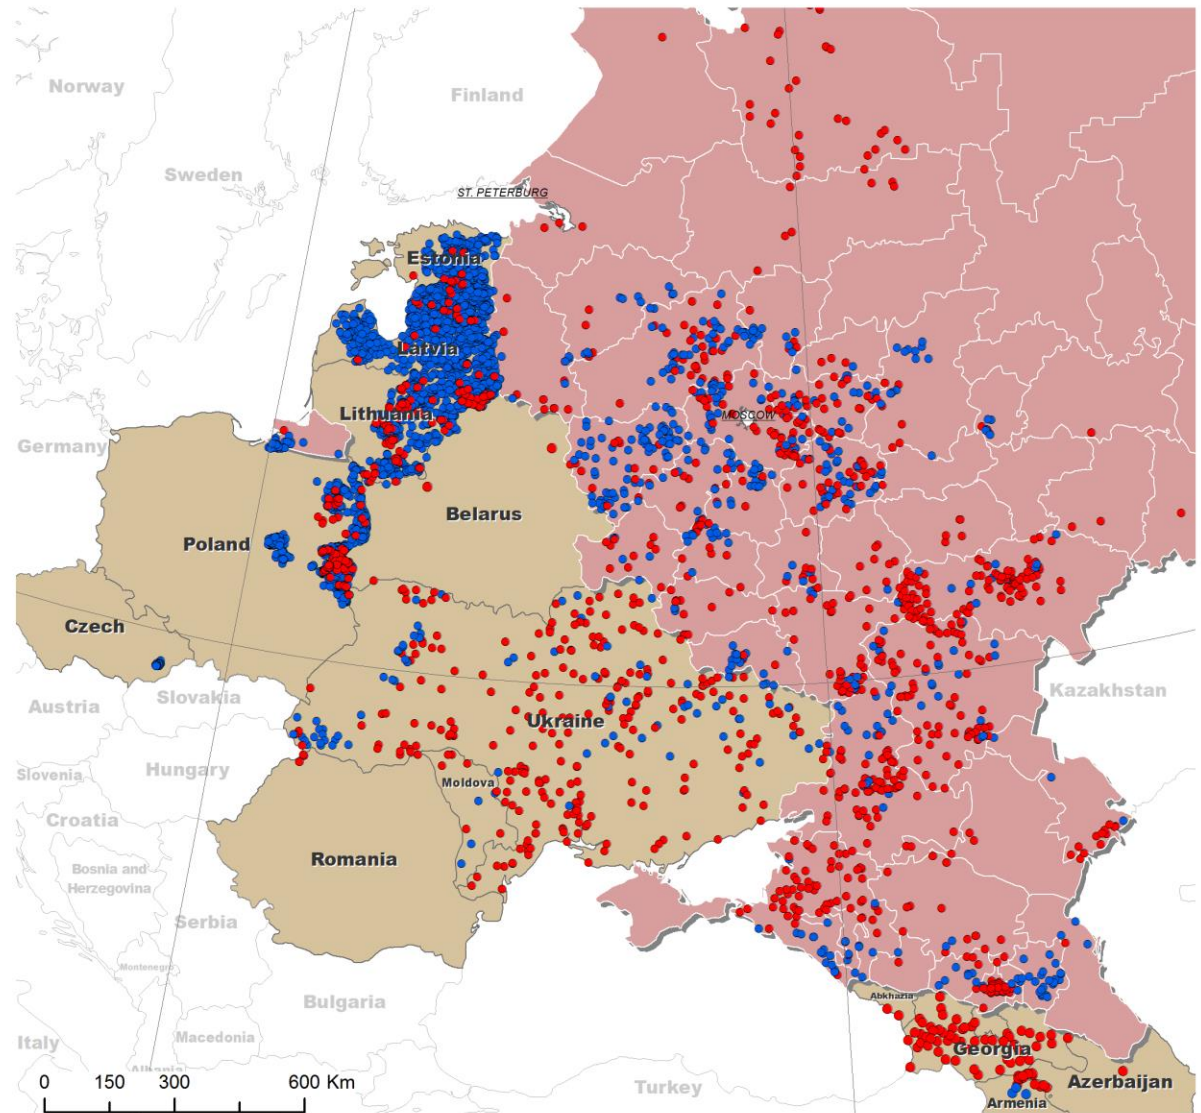 Norway
Finland
Sweden
ST. PETERBURG
Estonia
Latvia
Lithuania
MOSCOW
Germany
Belarus
Poland
Czech
Slovakia
Kazakhstan
Austria
Ukraine
Hungary
Slovenia
Moldova
Croatia
Romania
Bosnia and
Herzegovina
Serbia
Montenegro
Bulgaria
Abkhazia
Italy
Macedonia
Georgia
Albania
Azerbaijan
Turkey
Armenia
0 150 300 600 Km